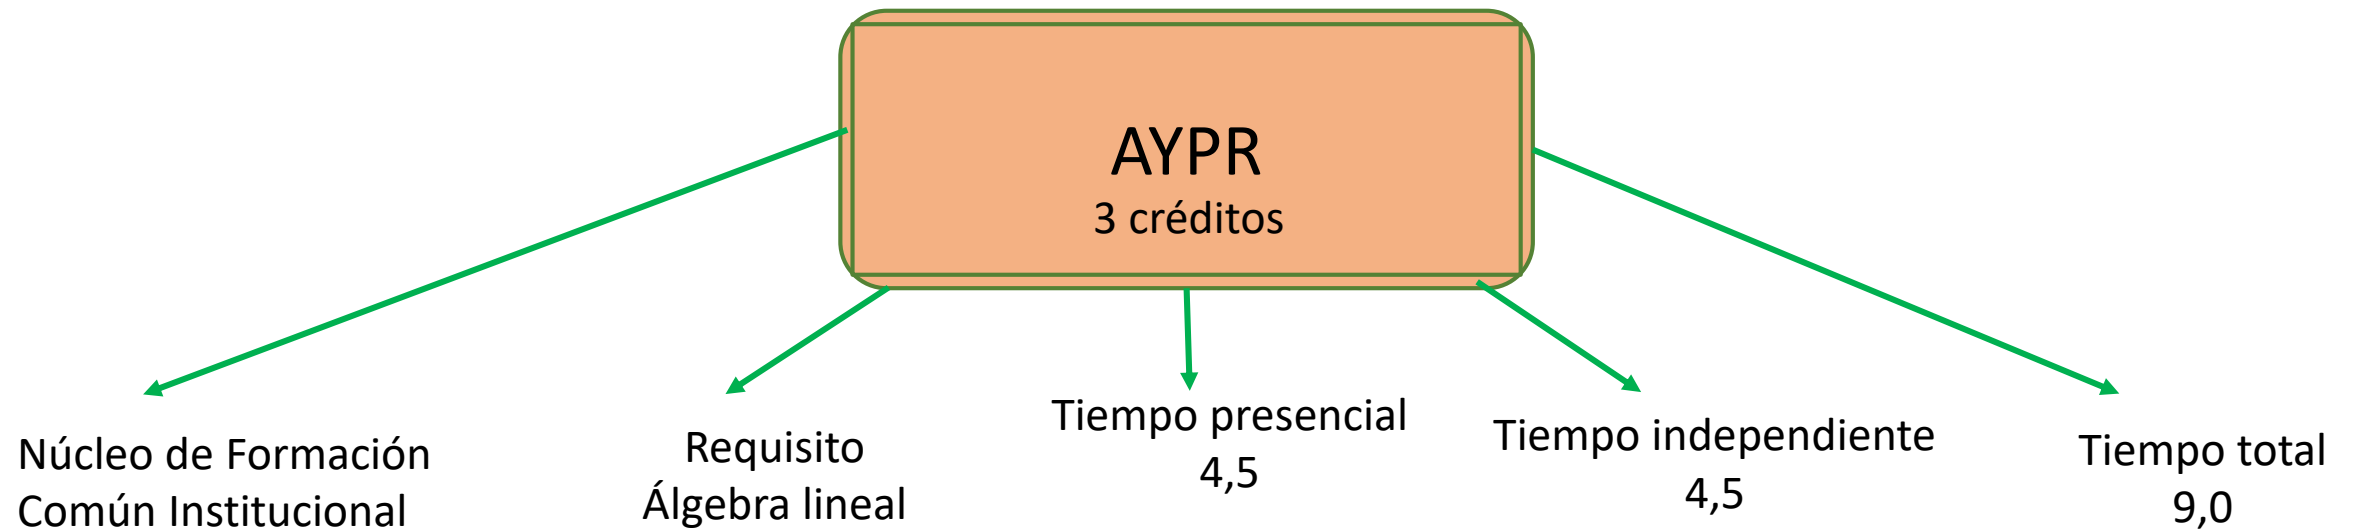 AYPR
3 créditos
Núcleo de Formación
Común Institucional
Requisito
Álgebra lineal
Tiempo presencial
4,5
Tiempo independiente
4,5
Tiempo total
9,0